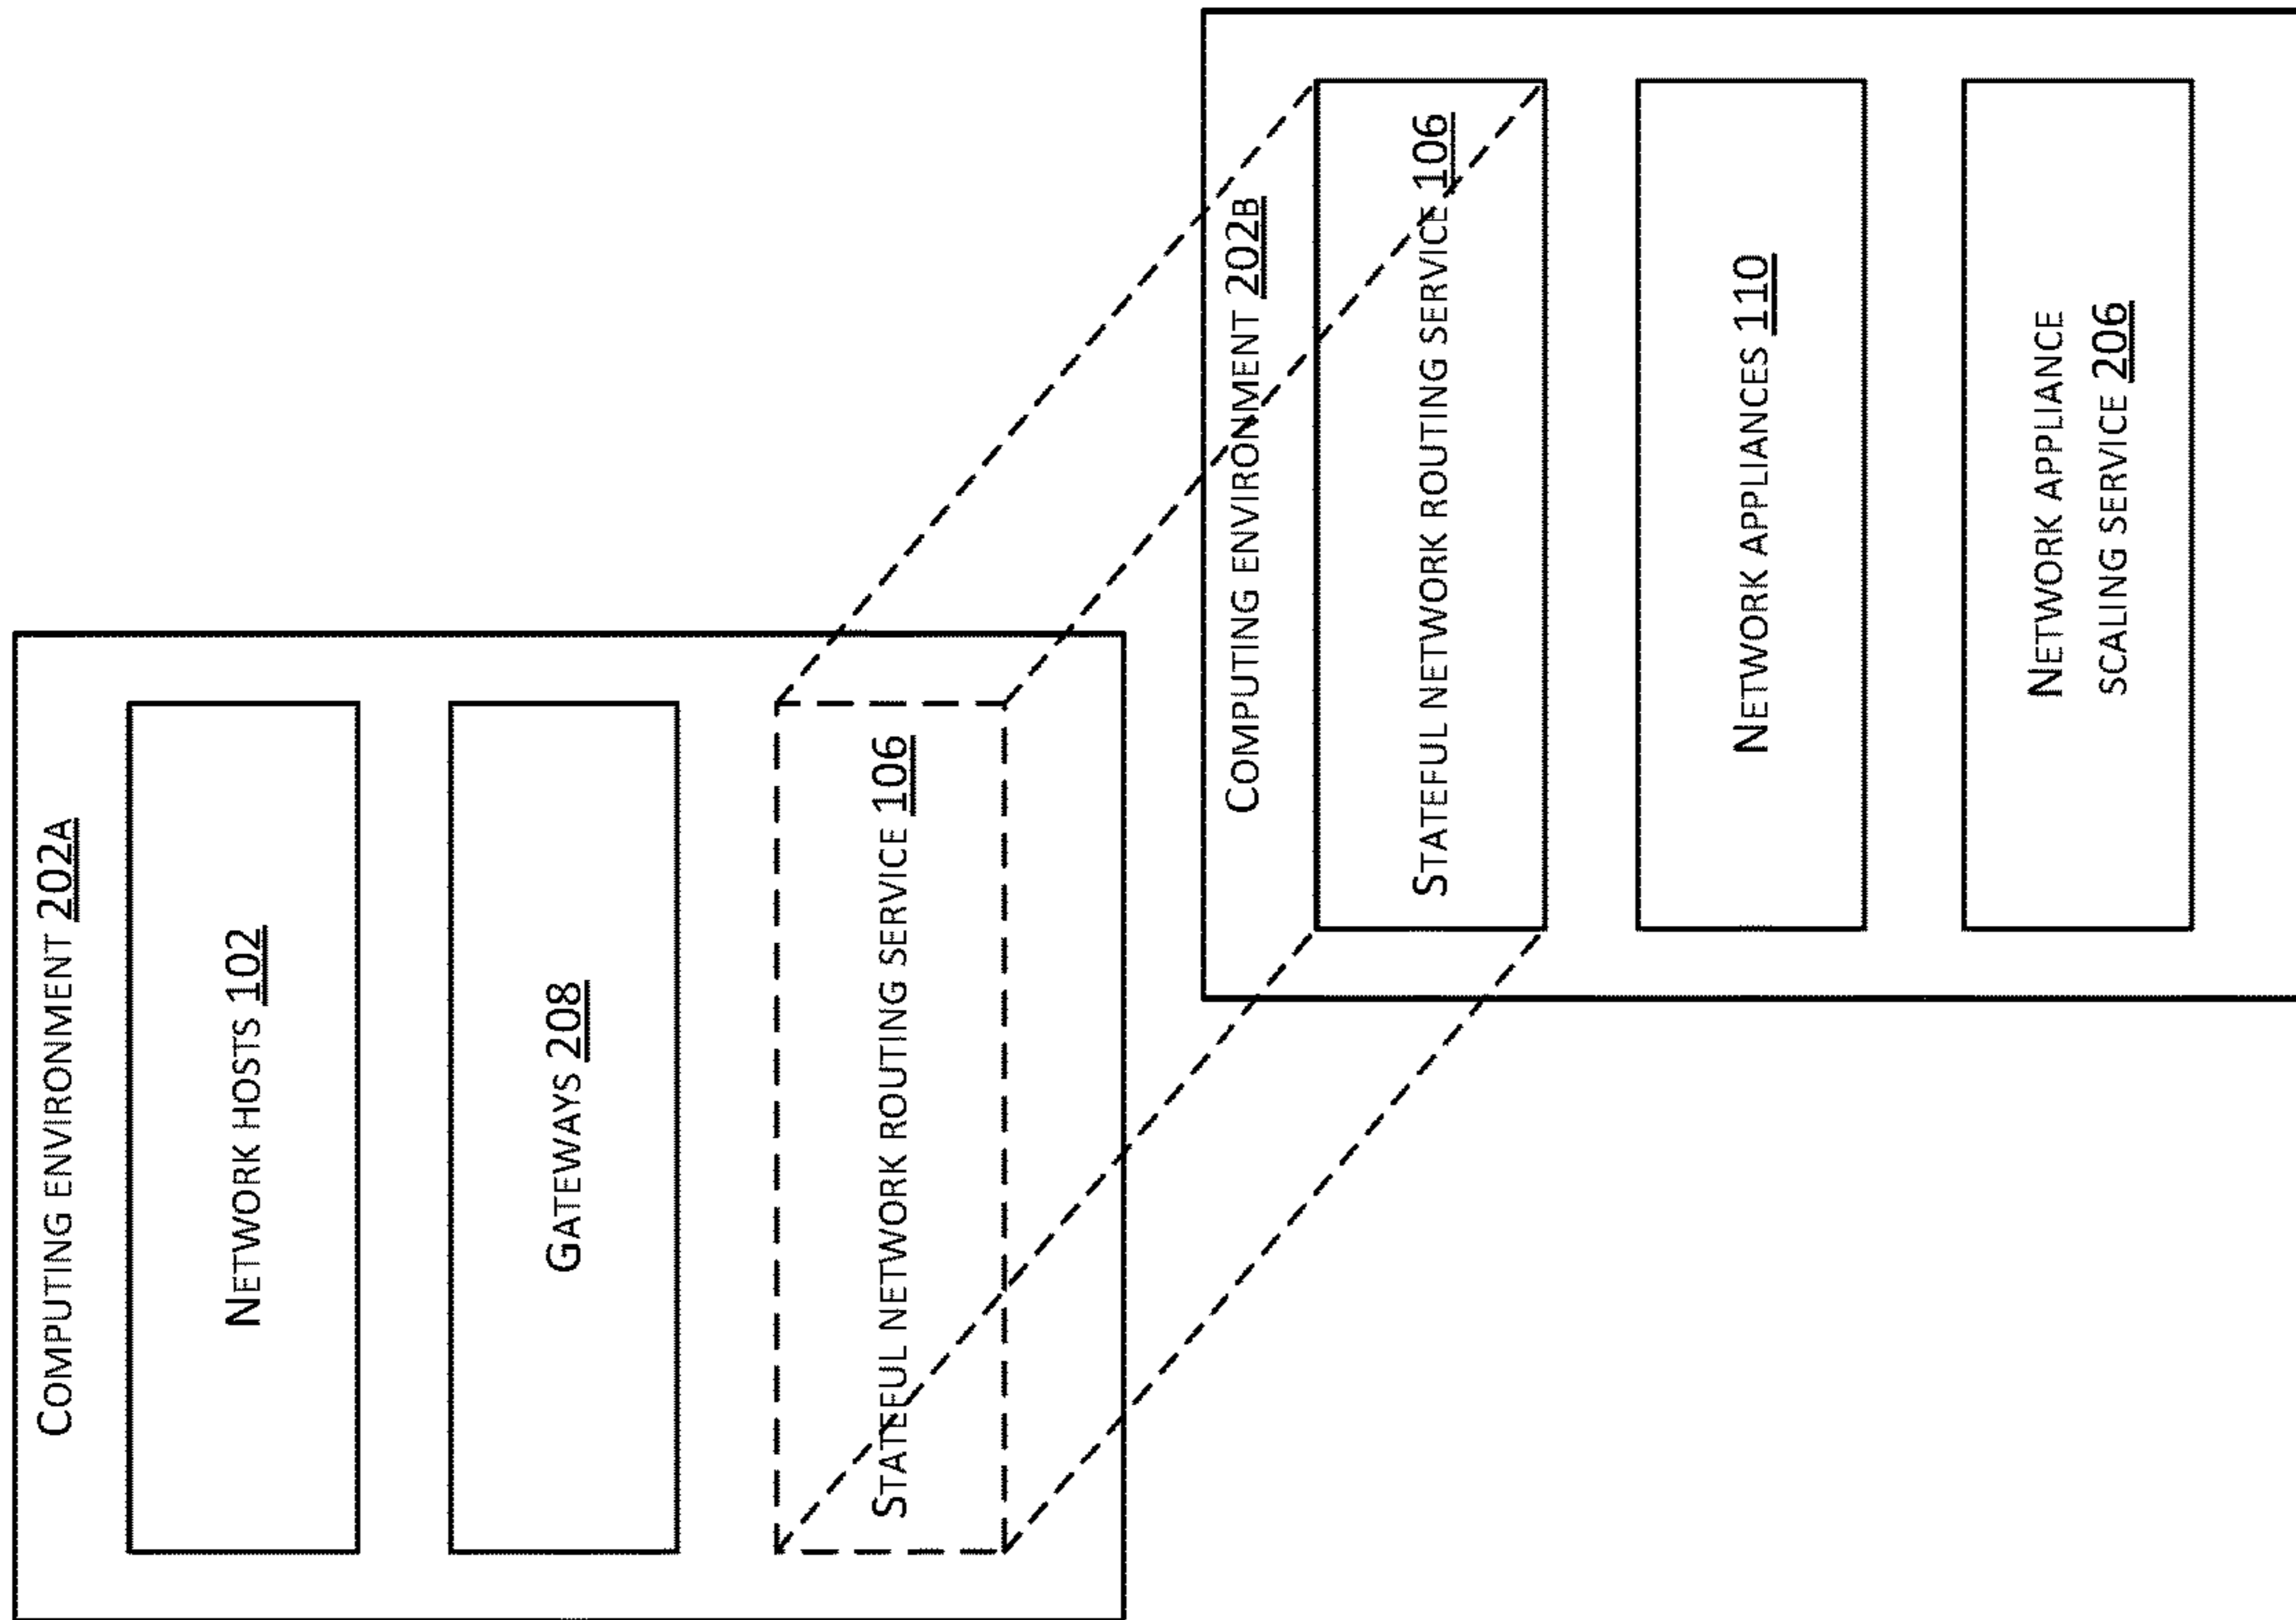 COMPUTING ENVIRONMENT 202A
NETWORK HOSTS 102
GATEWAYS 208
STATEFUL NETWORK ROUTING SERVICE 106
COMPUTING ENVIRONMENT 202B
STATEFUL NETWORK ROUTING SERVICE 106
NETWORK APPLIANCES 110
NETWORK APPLIANCE
SCALING SERVICE 206